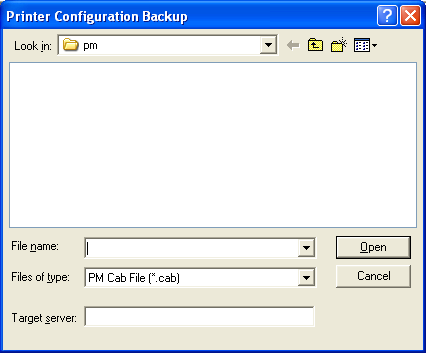 Printer Configuration Backup
Look in: pm
File name: Open
Files of type: PM Cab File (*.cab) Cancel
Target server: